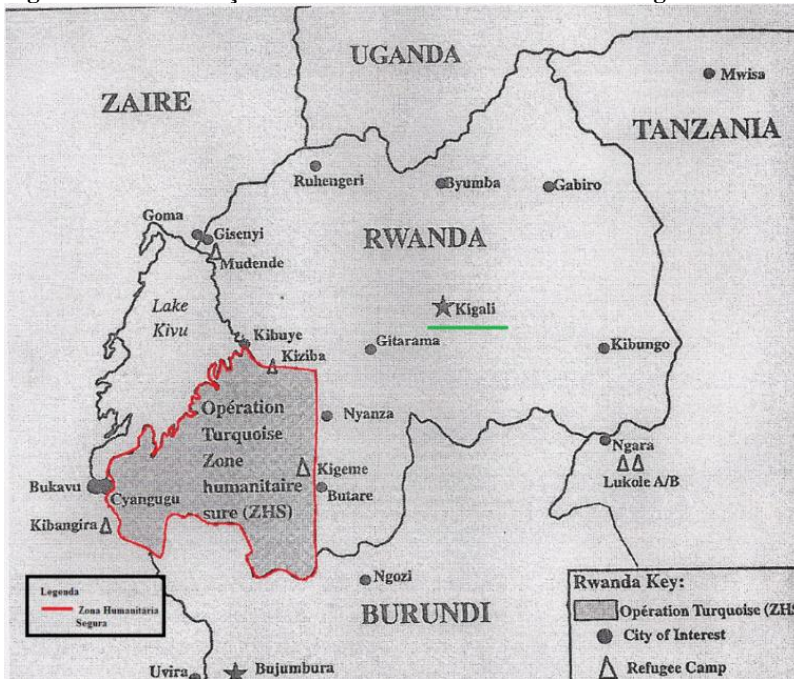 UGANDA
ZAIRE
Mwisa
TANZANIA
Ruhengeri
Byumba
Gabiro
Goma
Gisenyi
Mudende
RWANDA
Lake
Kivu
Kigali
Kibuye
Kiziba
Gitarama
Kibungo
Opération
Turquoise
Zone
humanitaire
sure (ZHS)
Nyanza
Kigeme
Butare
Ngara
Lukole A/B
Bukavu
Cyangugu
Kibangira
Ngozi
BURUNDI
Legenda
Zona Humanitária
Segura
Rwanda Key:
Opération Turquoise (ZHS
City of Interest
Refugee Camp
Uvira
Bujumbura